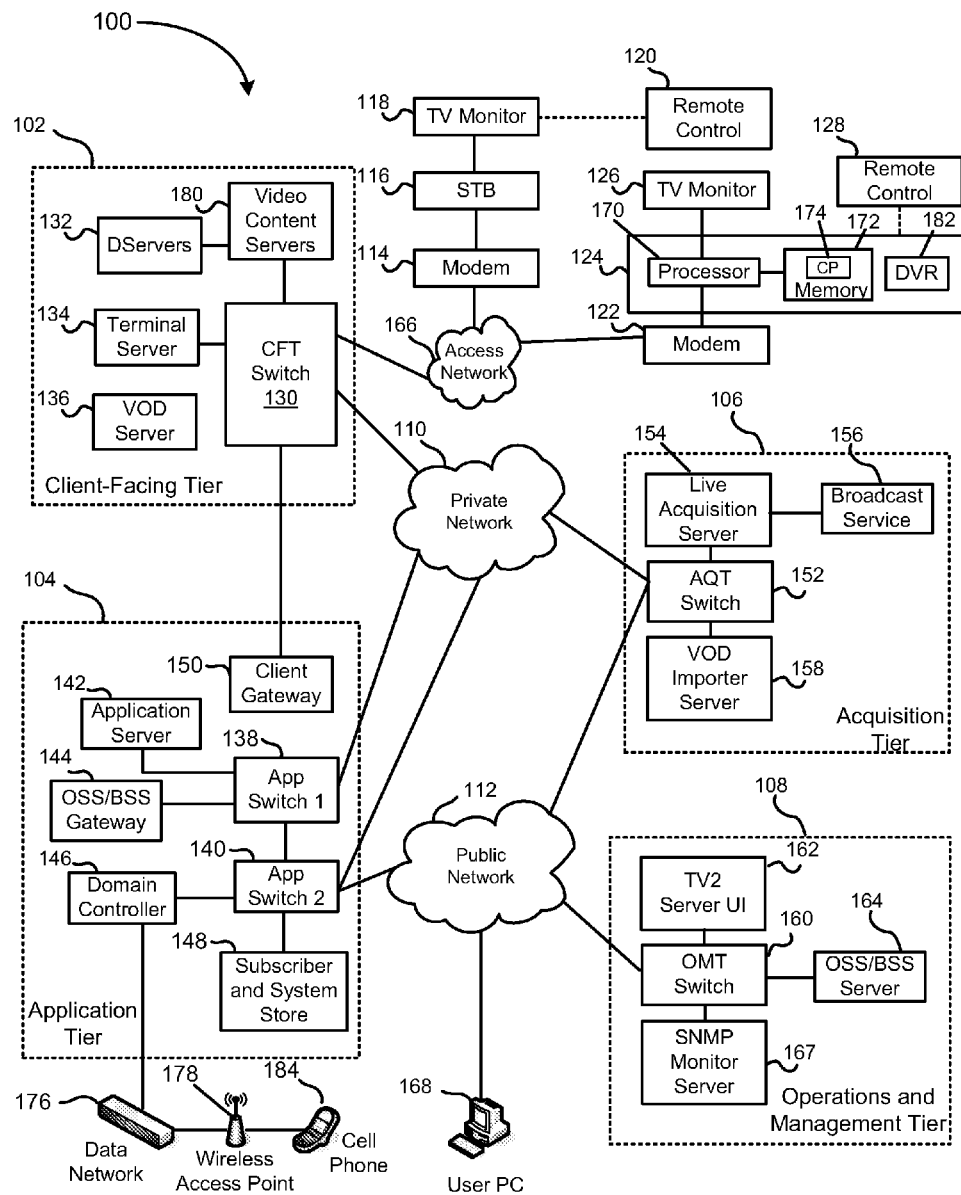 100
120
118
TV Monitor
Remote
Control
102
128
116
STB
126
TV Monitor
Remote
Control
180
Video
Content
Servers
132
DServers
170
174
172
182
114
Modem
124
Processor
CP
Memory
DVR
134
Terminal
Server
CFT
Switch
130
166
Access
Network
122
Modem
136
VOD
Server
Client-Facing Tier
110
Private
Network
106
154
156
Live
Acquisition
Server
Broadcast
Service
AQT
Switch
152
VOD
Importer
Server
158
Acquisition
Tier
104
150
Client
Gateway
142
Application
Server
138
144
OSS/BSS
Gateway
App
Switch 1
140
146
Domain
Controller
App
Switch 2
148
Subscriber
and System
Store
Application
Tier
112
Public
Network
108
162
TV2
Server UI
160
164
OMT
Switch
OSS/BSS
Server
SNMP
Monitor
Server
167
Operations and
Management Tier
176
178
184
168
Data
Network
Wireless
Access Point
Cell
Phone
User PC